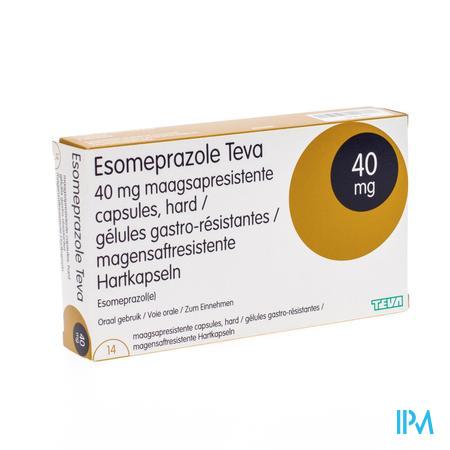 Esomeprazole Teva
40 mg maagsapresistente
capsules, hard /
gélules gastro-résistantes /
magensaftresistente
Hartkapseln
Esomeprazol(e)
Oraal gebruik / Voie orale / Zum Einnehmen
14
maagsapresistente capsules, hard / gélules gastro-résistantes /
magensaftresistente Hartkapseln
40
mg
TEVA
Esomeprazole Teva
40
mg
IPM